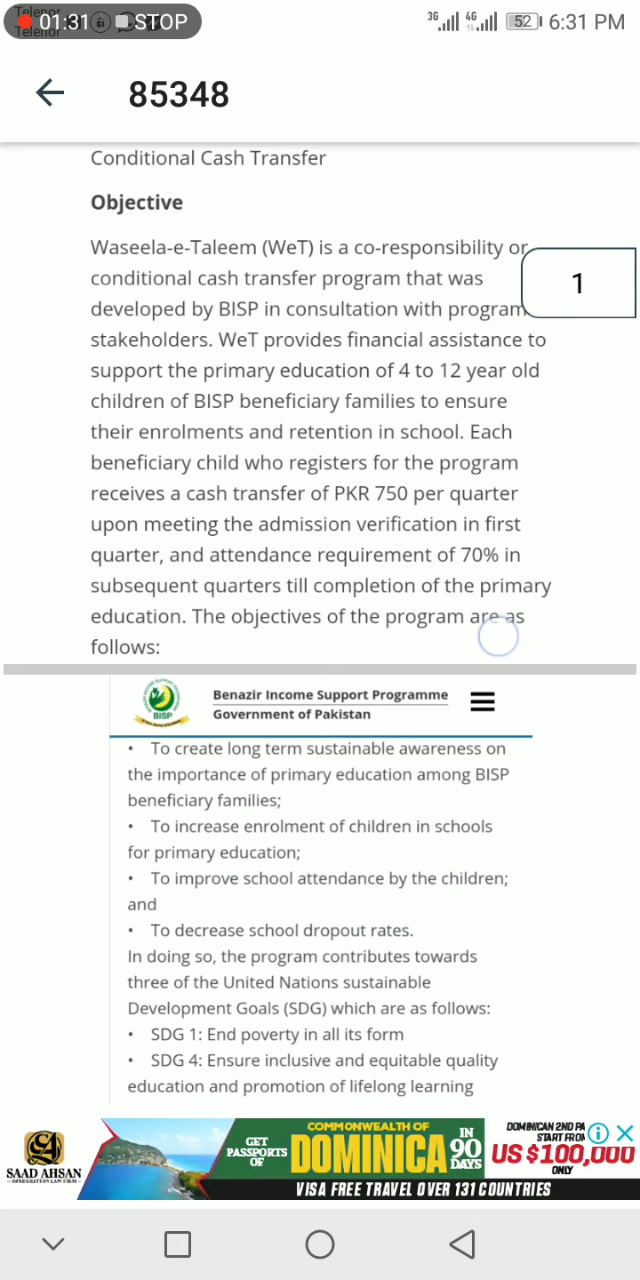 Telenor
Telenor
01:31 STOP
3G 4G 52 6:31 PM
85348
Conditional Cash Transfer
Objective
Waseela-e-Taleem (WeT) is a co-responsibility or
conditional cash transfer program that was
developed by BISP in consultation with program
stakeholders. WeT provides financial assistance to
support the primary education of 4 to 12 year old
children of BISP beneficiary families to ensure
their enrolments and retention in school. Each
beneficiary child who registers for the program
receives a cash transfer of PKR 750 per quarter
upon meeting the admission verification in first
quarter, and attendance requirement of 70% in
subsequent quarters till completion of the primary
education. The objectives of the program are as
follows:
1
BISP
Benazir Income Support Programme
Government of Pakistan
• To create long term sustainable awareness on
the importance of primary education among BISP
beneficiary families;
• To increase enrolment of children in schools
for primary education;
• To improve school attendance by the children;
and
• To decrease school dropout rates.
In doing so, the program contributes towards
three of the United Nations sustainable
Development Goals (SDG) which are as follows:
• SDG 1: End poverty in all its form
• SDG 4: Ensure inclusive and equitable quality
education and promotion of lifelong learning
SA
SAAD AHSAN
IMMIGRATION LAW FIRM
GET
PASSPORTS
OF
COMMONWEALTH OF
DOMINICA
IN
90
DAYS
DOMINICAN 2ND PA
START FROM
US $100,000
ONLY
VISA FREE TRAVEL OVER 131 COUNTRIES